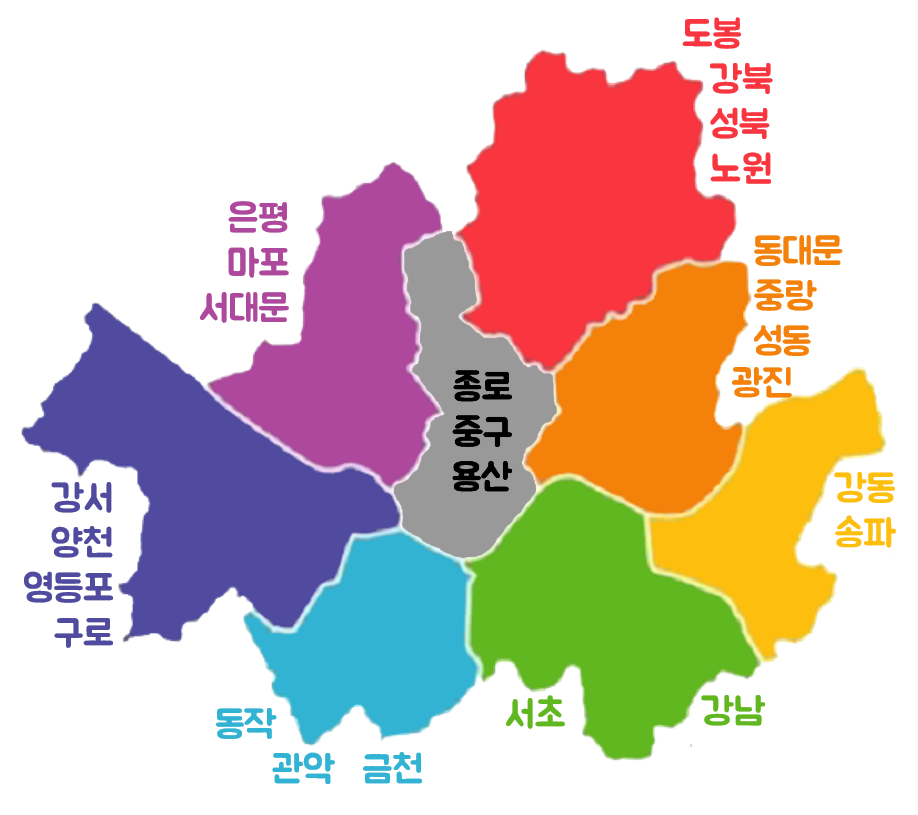 도봉
강북
성북
노원
은평
마포
서대문
동대문
중랑
성동
광진
종로
중구
용산
강서
양천
영등포
구로
강동
송파
서초
강남
동작
관악 금천